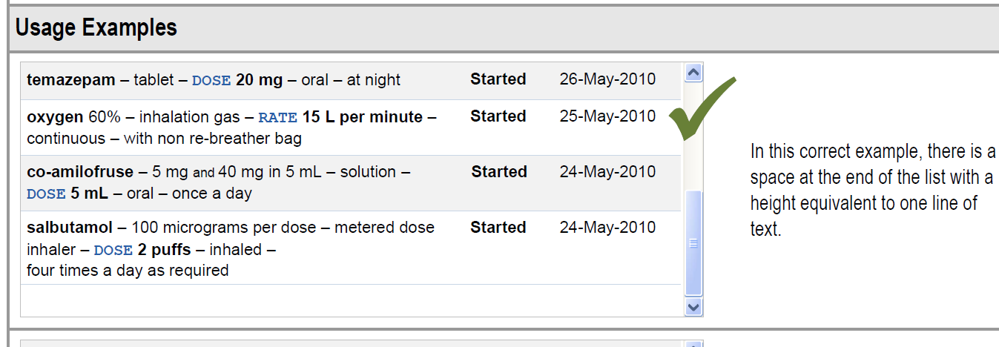 Usage Examples
temazepam – tablet – DOSE 20 mg – oral – at night Started 26-May-2010
oxygen 60% – inhalation gas – RATE 15 L per minute – Started 25-May-2010
continuous – with non re-breather bag
co-amilofruse – 5 mg and 40 mg in 5 mL – solution – Started 24-May-2010
DOSE 5 mL – oral – once a day
salbutamol – 100 micrograms per dose – metered dose Started 24-May-2010
inhaler – DOSE 2 puffs – inhaled –
four times a day as required
In this correct example, there is a
space at the end of the list with a
height equivalent to one line of
text.